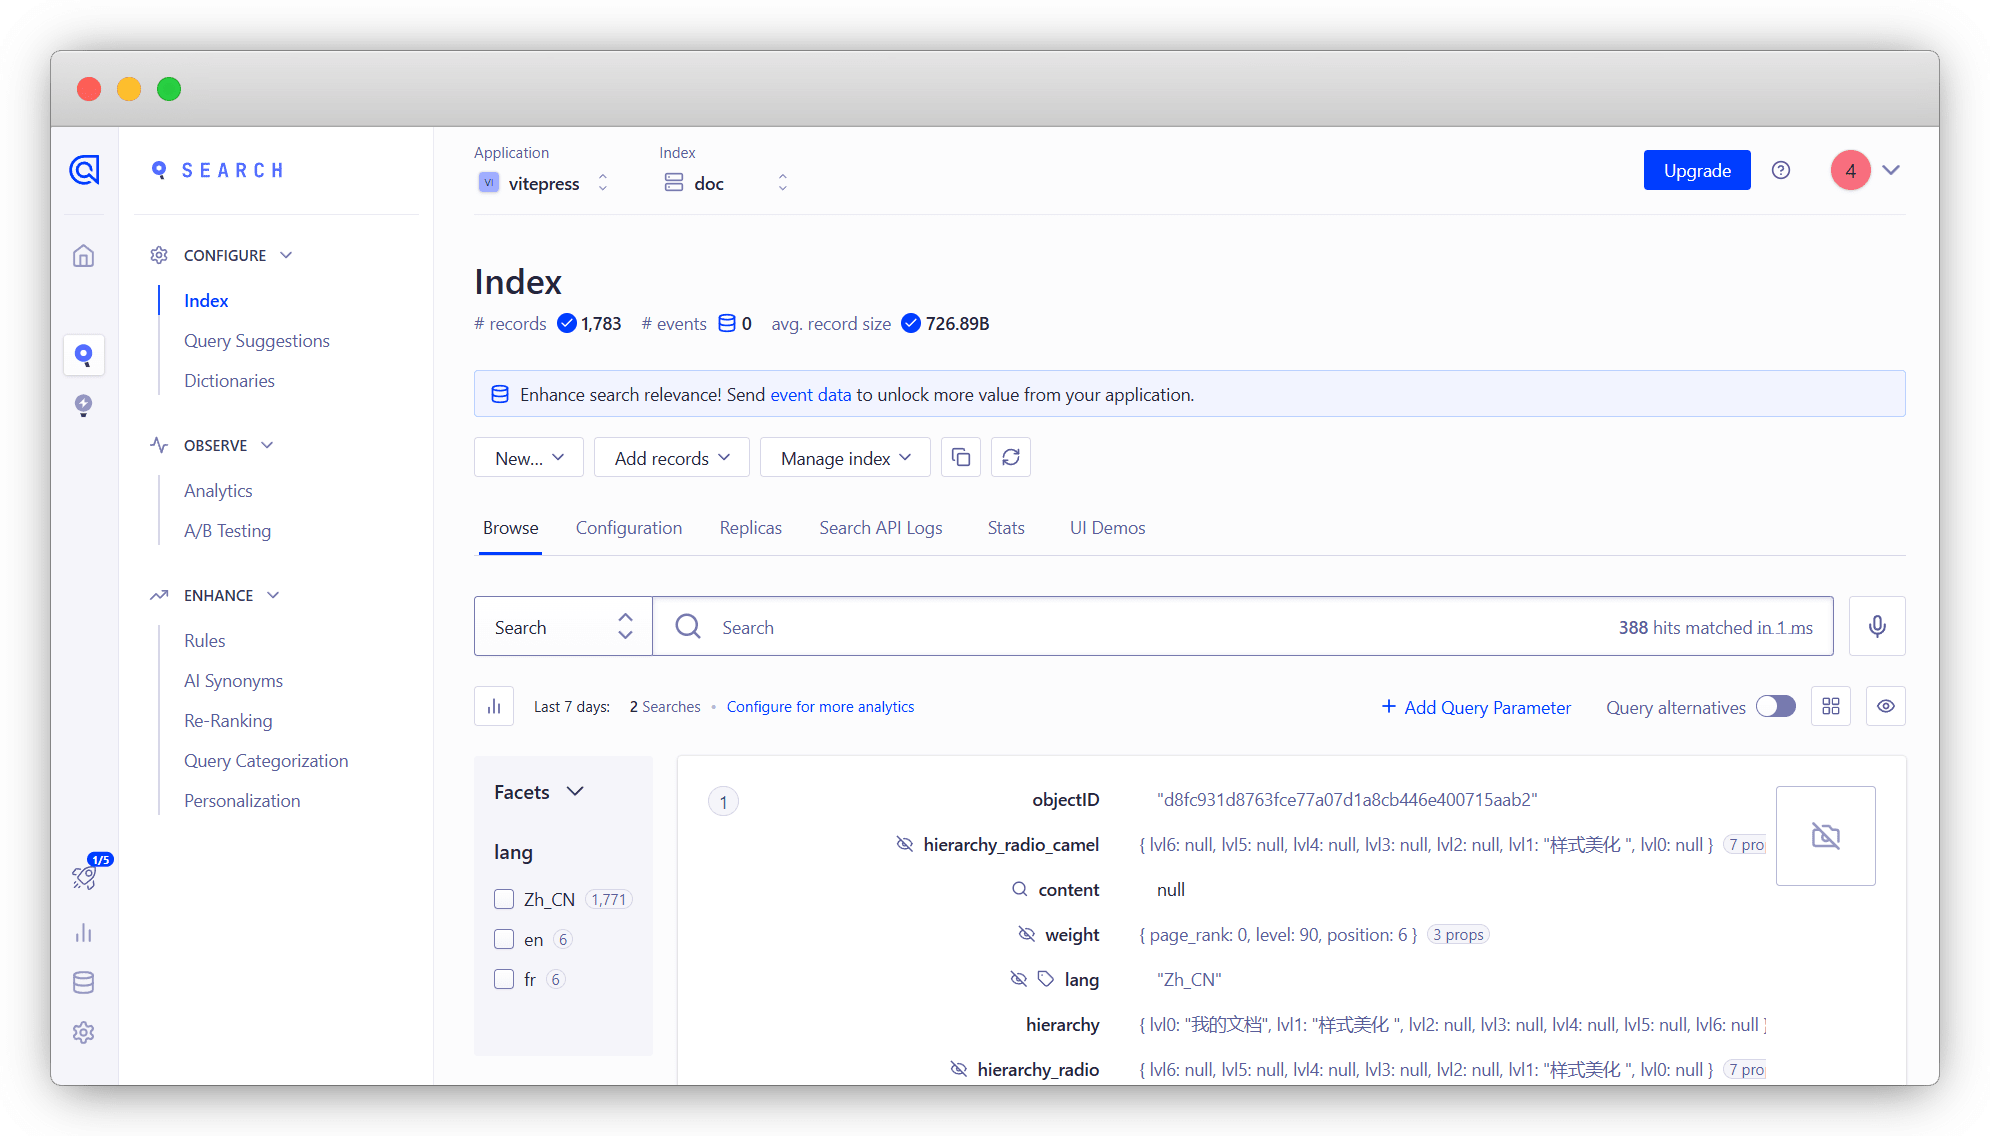 SEARCH
Application
VI vitepress
Index
doc
Upgrade
4
CONFIGURE
Index
Query Suggestions
Dictionaries
OBSERVE
Analytics
A/B Testing
ENHANCE
Rules
AI Synonyms
Re-Ranking
Query Categorization
Personalization
1/5
Index
# records 1,783 # events 0 avg. record size 726.89B
Enhance search relevance! Send event data to unlock more value from your application.
New... Add records Manage index
Browse Configuration Replicas Search API Logs Stats UI Demos
Search Search 388 hits matched in 1 ms
Last 7 days: 2 Searches • Configure for more analytics + Add Query Parameter Query alternatives
Facets
lang
Zh_CN 1,771
en 6
fr 6
1
objectID "d8fc931d8763fce77a07d1a8cb446e400715aab2"
hierarchy_radio_camel { lvl6: null, lvl5: null, lvl4: null, lvl3: null, lvl2: null, lvl1: "样式美化 ", lvl0: null } 7 pro
content null
weight { page_rank: 0, level: 90, position: 6 } 3 props
lang "Zh_CN"
hierarchy { lvl0: "我的文档", lvl1: "样式美化 ", lvl2: null, lvl3: null, lvl4: null, lvl5: null, lvl6: null }
hierarchy_radio { lvl6: null, lvl5: null, lvl4: null, lvl3: null, lvl2: null, lvl1: "样式美化 ", lvl0: null } 7 pro